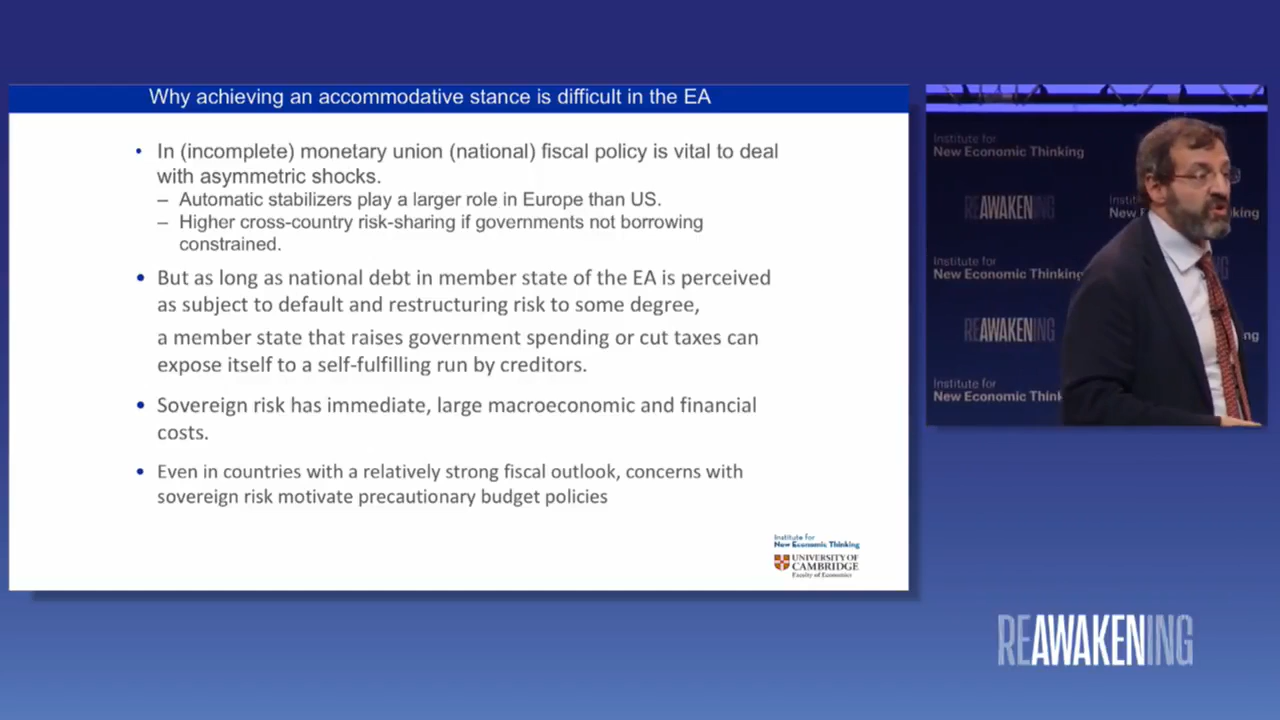 Why achieving an accommodative stance is difficult in the EA
• In (incomplete) monetary union (national) fiscal policy is vital to deal
with asymmetric shocks.
– Automatic stabilizers play a larger role in Europe than US.
– Higher cross-country risk-sharing if governments not borrowing
constrained.
• But as long as national debt in member state of the EA is perceived
as subject to default and restructuring risk to some degree,
a member state that raises government spending or cut taxes can
expose itself to a self-fulfilling run by creditors.
• Sovereign risk has immediate, large macroeconomic and financial
costs.
• Even in countries with a relatively strong fiscal outlook, concerns with
sovereign risk motivate precautionary budget policies
Institute for
New Economic Thinking
UNIVERSITY OF
CAMBRIDGE
Faculty of Economics
Institute for
New Economic Thinking
REAWAKENING
Instit
New E
king
Institute for
New Economic Thinking
NG
REAWAKENING
ng
Institute for
New Economic Think
REAWAKENING